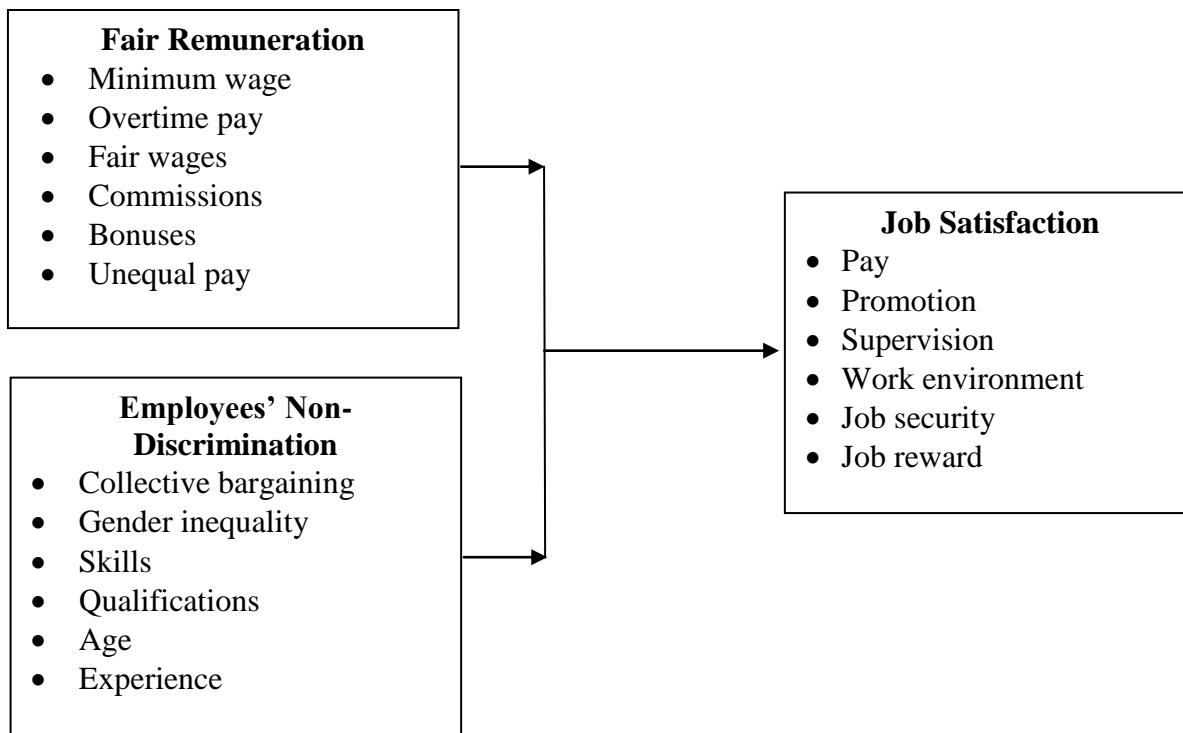 Fair Remuneration
• Minimum wage
• Overtime pay
• Fair wages
• Commissions
• Bonuses
• Unequal pay
Employees’ Non-
Discrimination
• Collective bargaining
• Gender inequality
• Skills
• Qualifications
• Age
• Experience
Job Satisfaction
• Pay
• Promotion
• Supervision
• Work environment
• Job security
• Job reward